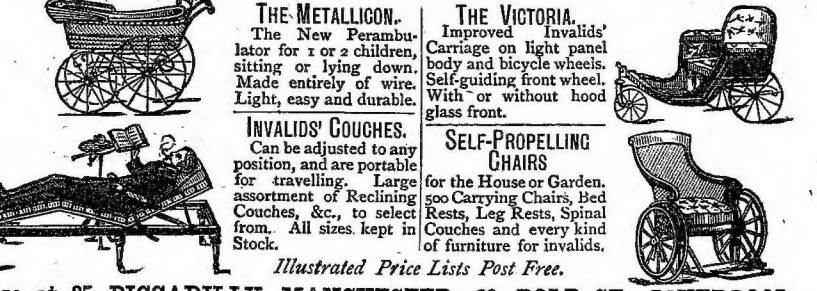 THE METALLICON.
The New Perambu-
lator for 1 or 2 children,
sitting or lying down.
Made entirely of wire.
Light, easy and durable.
INVALIDS' COUCHES.
Can be adjusted to any
position, and are portable
for travelling. Large
assortment of Reclining
Couches, &c., to select
from. All sizes kept in
Stock.
THE VICTORIA.
Improved Invalids'
Carriage on light panel
body and bicycle wheels.
Self-guiding front wheel.
With or without hood
glass front.
SELF-PROPELLING
CHAIRS
for the House or Garden.
500 Carrying Chairs, Bed
Rests, Leg Rests, Spinal
Couches and every kind
of furniture for invalids.
Illustrated Price Lists Post Free.
at 85 PICCADILLY MANCHESTER